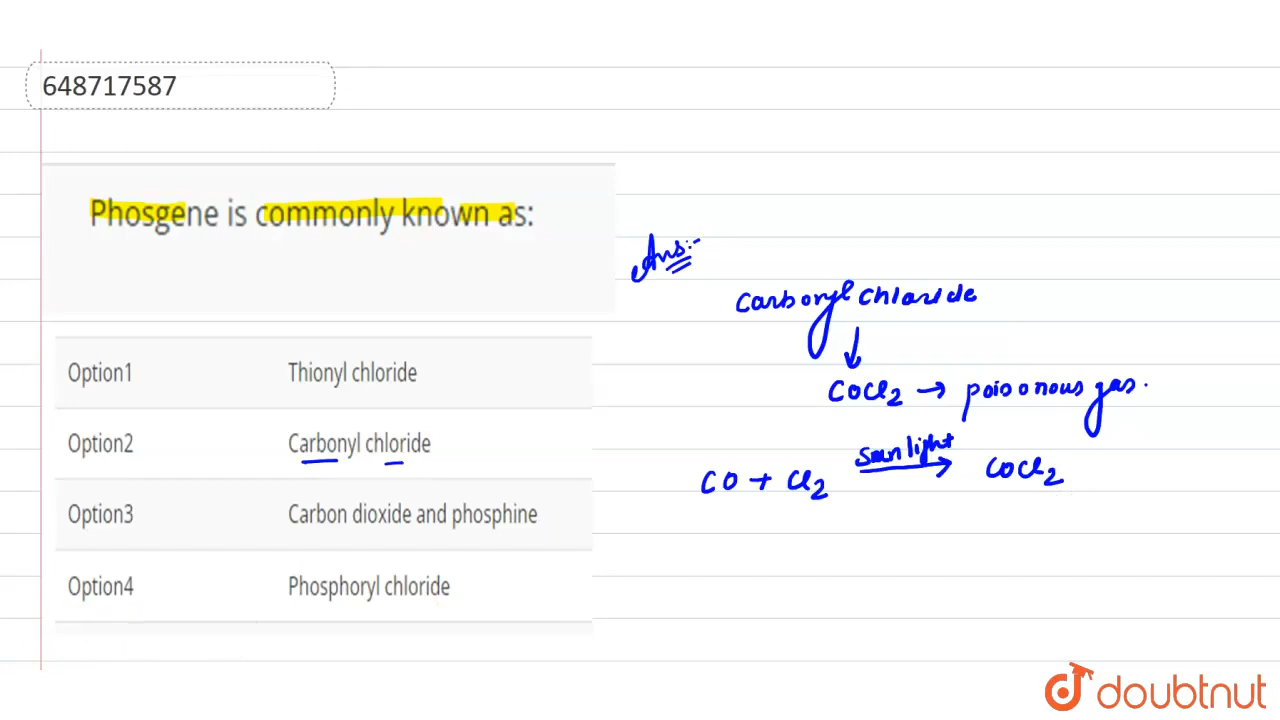 648717587
Phosgene is commonly known as:
Option1 Thionyl chloride
Option2 Carbonyl chloride
Option3 Carbon dioxide and phosphine
Option4 Phosphoryl chloride
Ans:-
Carbonyl chloride
↓
COCl2 → poisonous gas.
sunlight
CO + Cl2 → COCl2
doubtnut